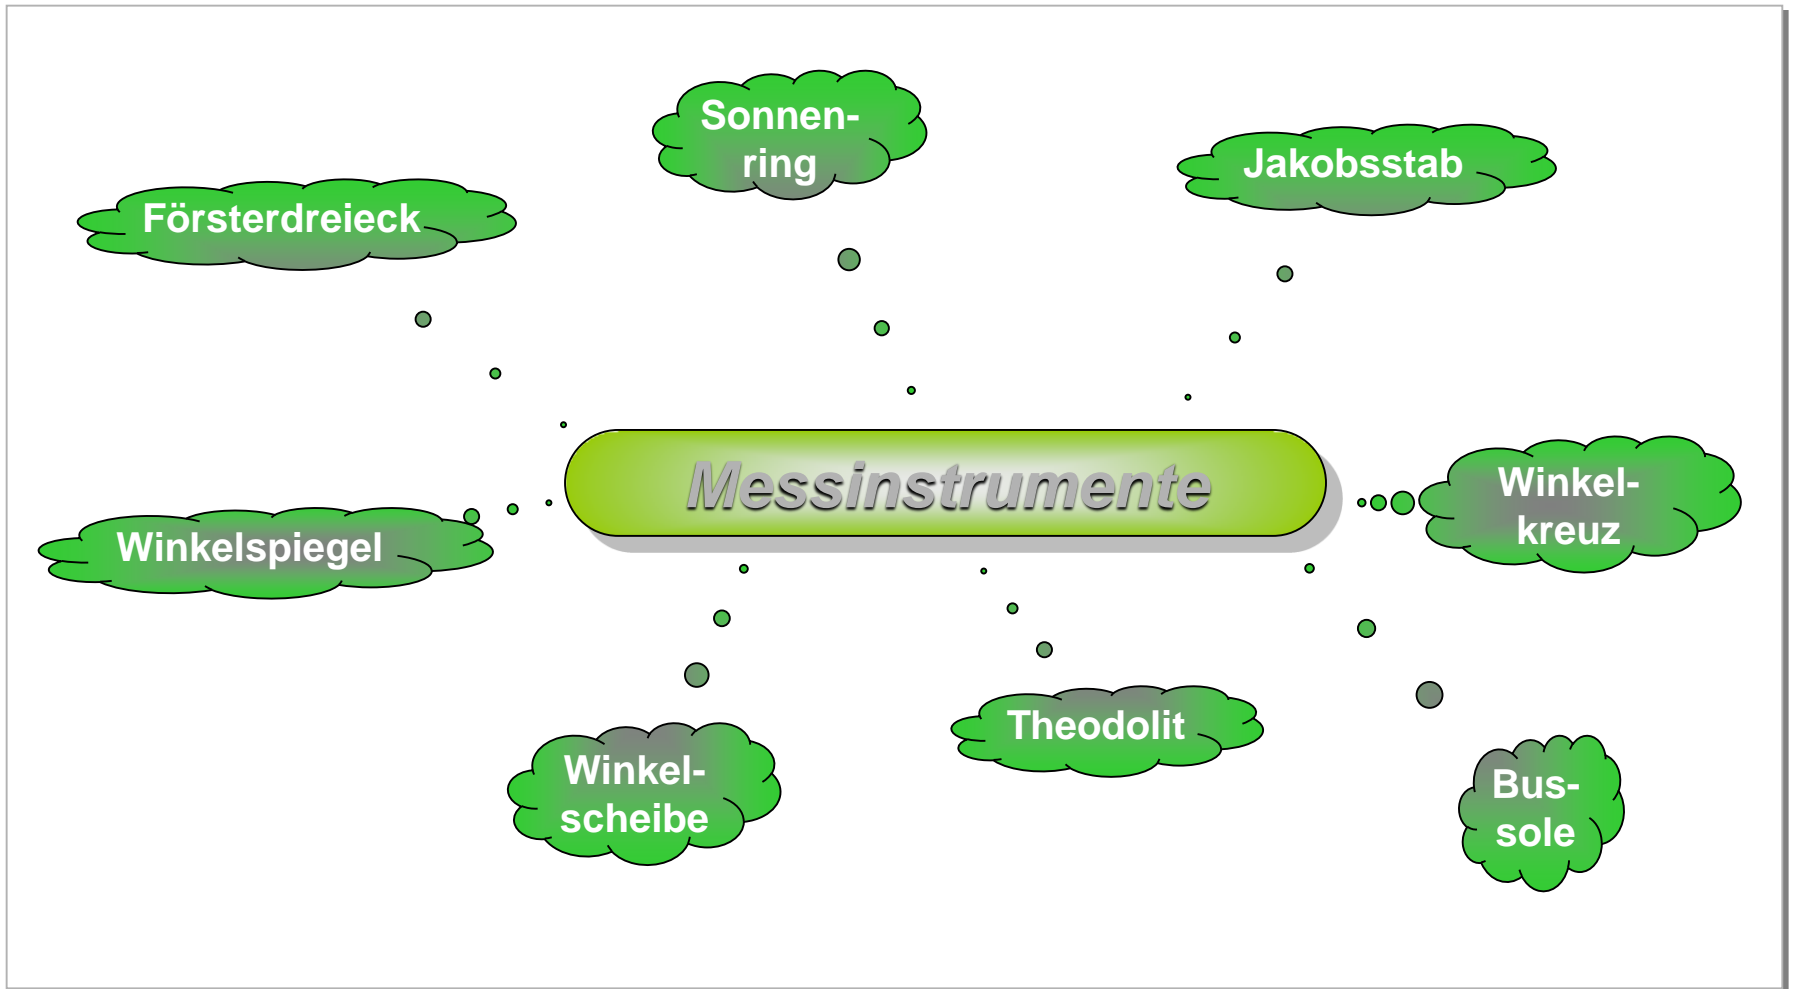 Sonnen-
ring
Jakobsstab
Försterdreieck
Messinstrumente
Winkel-
kreuz
Winkelspiegel
Theodolit
Winkel-
scheibe
Bus-
sole